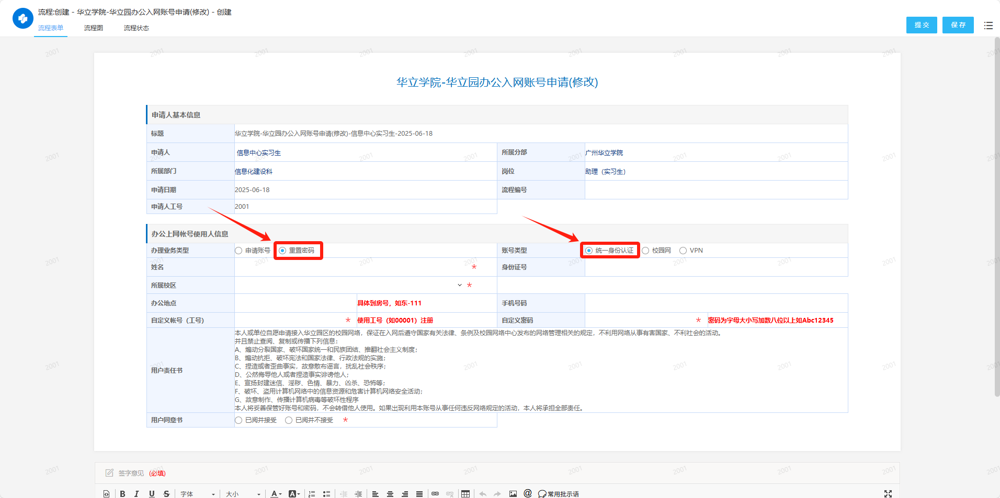 流程:创建 - 华立学院-华立园办公入网账号申请(修改) - 创建
流程表单 流程图 流程状态
提交 保存
华立学院-华立园办公入网账号申请(修改)
申请人基本信息
标题 华立学院-华立园办公入网账号申请(修改)-信息中心实习生-2025-06-18
申请人 信息中心实习生 所属分部 广州华立学院
所属部门 信息化建设科 岗位 助理（实习生）
申请日期 2025-06-18 流程编号
申请人工号 2001
办公上网帐号使用人信息
办理业务类型 申请账号 重置密码 账号类型 统一身份认证 校园网 VPN
姓名 * 身份证号
所属校区 *
办公地点 具体到房号，如东-111 手机号码
自定义帐号（工号） * 使用工号（如00001）注册 自定义密码 * 密码为字母大小写加数八位以上如Abc12345
本人或单位自愿申请接入华立园区的校园网络，保证在入网后遵守国家有关法律、条例及校园网络中心发布的网络管理相关的规定，不利用网络从事有害国家、不利社会的活动。
并且禁止查阅、复制或传播下列信息：
A、煽动分裂国家、破坏国家统一和民族团结、推翻社会主义制度；
B、煽动抗拒、破坏宪法和国家法律、行政法规的实施；
C、捏造或者歪曲事实，故意散布谣言，扰乱社会秩序；
用户责任书
D、公然侮辱他人或者捏造事实诽谤他人；
E、宣扬封建迷信、淫秽、色情、暴力、凶杀、恐怖等；
F、破坏、盗用计算机网络中的信息资源和危害计算机网络安全活动；
G、故意制作、传播计算机病毒等破坏性程序
本人将妥善保管好账号和密码，不会转借他人使用。如果出现利用本账号从事任何违反网络规定的活动，本人将承担全部责任。
用户同意书 已阅并接受 已阅并不接受 *
签字意见 (必填)
B I U S 字体 大小 A A @ 常用批示语
2001